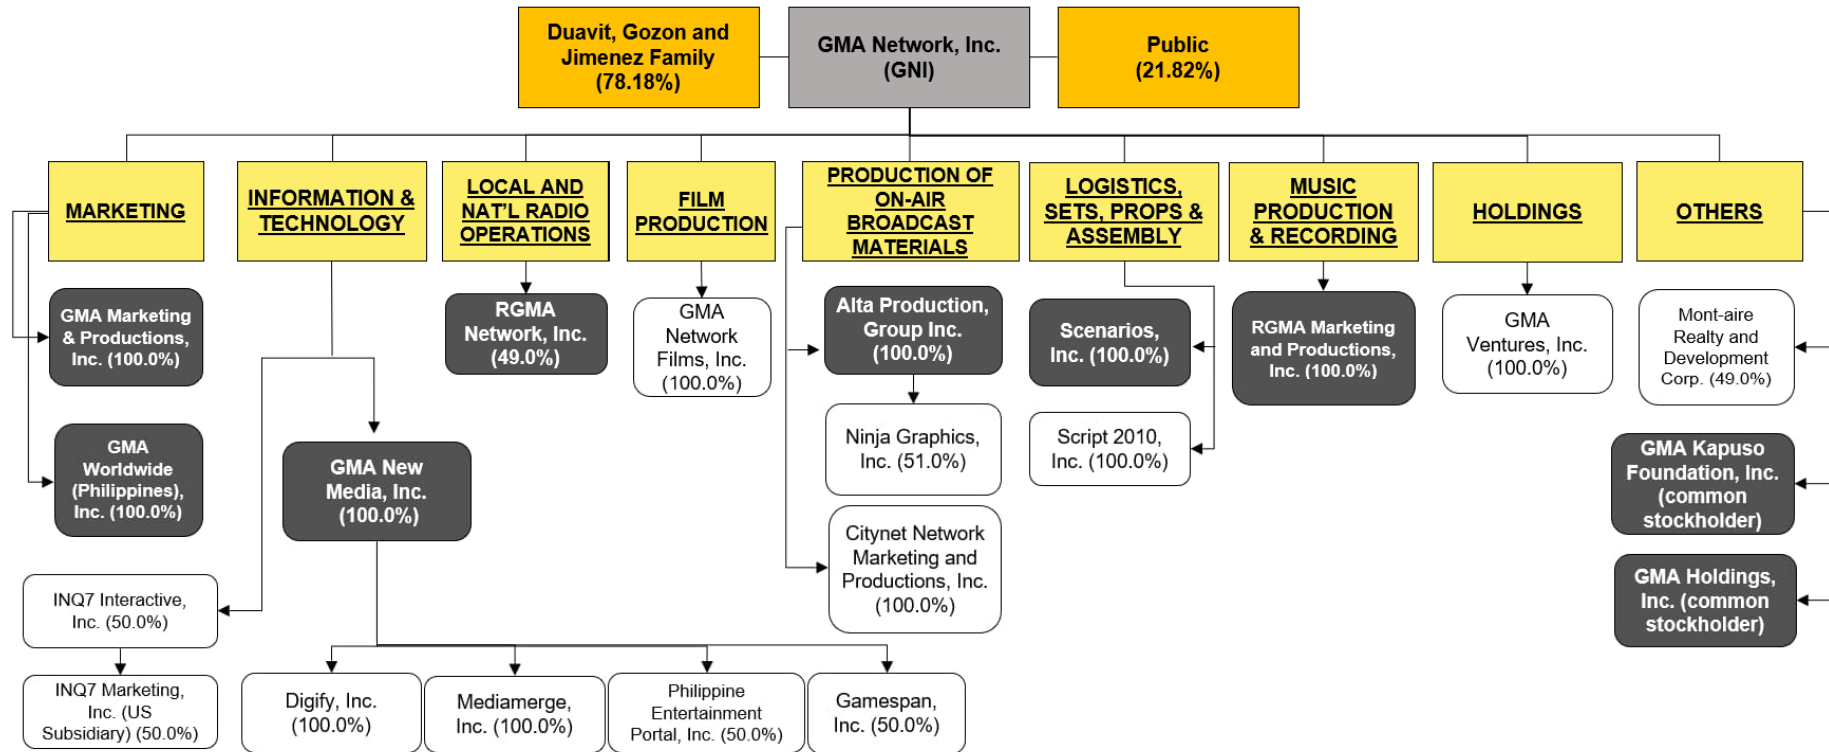 Duavit, Gozon and
Jimenez Family
(78.18%)
GMA Network, Inc.
(GNI)
Public
(21.82%)
MARKETING
INFORMATION &
TECHNOLOGY
LOCAL AND
NAT'L RADIO
OPERATIONS
FILM
PRODUCTION
PRODUCTION OF
ON-AIR
BROADCAST
MATERIALS
LOGISTICS,
SETS, PROPS &
ASSEMBLY
MUSIC
PRODUCTION
& RECORDING
HOLDINGS
OTHERS
GMA Marketing
& Productions,
Inc. (100.0%)
RGMA
Network, Inc.
(49.0%)
GMA
Network
Films, Inc.
(100.0%)
Alta Production,
Group Inc.
(100.0%)
Scenarios,
Inc. (100.0%)
RGMA Marketing
and Productions,
Inc. (100.0%)
GMA
Ventures, Inc.
(100.0%)
Mont-aire
Realty and
Development
Corp. (49.0%)
GMA
Worldwide
(Philippines),
Inc. (100.0%)
GMA New
Media, Inc.
(100.0%)
Ninja Graphics,
Inc. (51.0%)
Script 2010,
Inc. (100.0%)
GMA Kapuso
Foundation, Inc.
(common
stockholder)
Citynet Network
Marketing and
Productions, Inc.
(100.0%)
GMA Holdings,
Inc. (common
stockholder)
INQ7 Interactive,
Inc. (50.0%)
INQ7 Marketing,
Inc. (US
Subsidiary) (50.0%)
Digify, Inc.
(100.0%)
Mediamerge,
Inc. (100.0%)
Philippine
Entertainment
Portal, Inc. (50.0%)
Gamespan,
Inc. (50.0%)